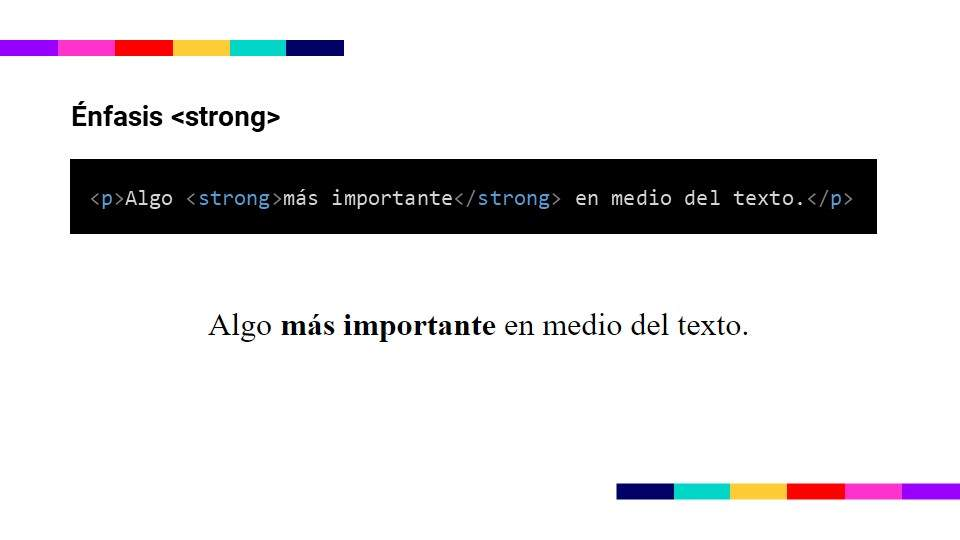 Énfasis <strong>
<p>Algo <strong>más importante</strong> en medio del texto.</p>
Algo más importante en medio del texto.